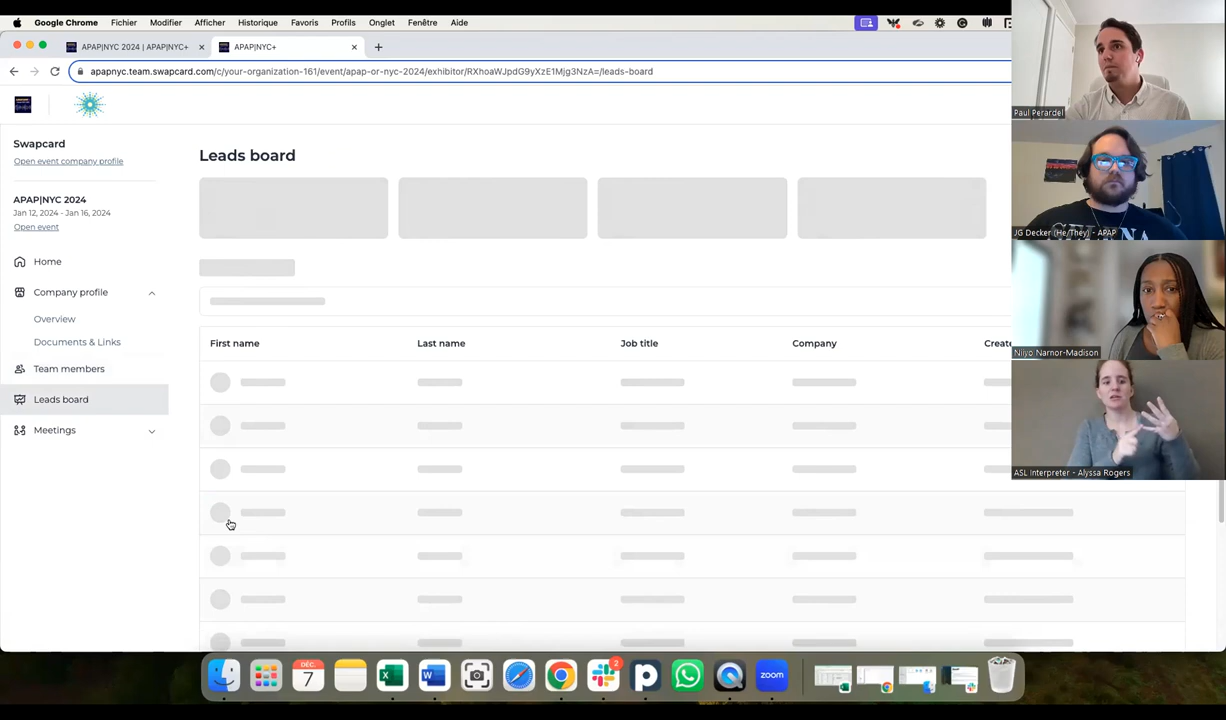 Google Chrome Fichier Modifier Afficher Historique Favoris Profils Onglet Fenêtre Aide
APAP|NYC 2024 | APAP|NYC+
APAP|NYC+
apapnyc.team.swapcard.com/c/your-organization-161/event/apap-or-nyc-2024/exhibitor/RXhoaWJpdG9yXzE1Mjg3NzA=/leads-board
Swapcard
Open event company profile
APAP|NYC 2024
Jan 12, 2024 - Jan 16, 2024
Open event
Home
Company profile
Overview
Documents & Links
Team members
Leads board
Meetings
Leads board
First name Last name Job title Company Create
Paul Perardel
JG Decker (He/They) - APAP
Niiyo Narnor-Madison
ASL Interpreter - Alyssa Rogers
DÉC.
7
2
zoom